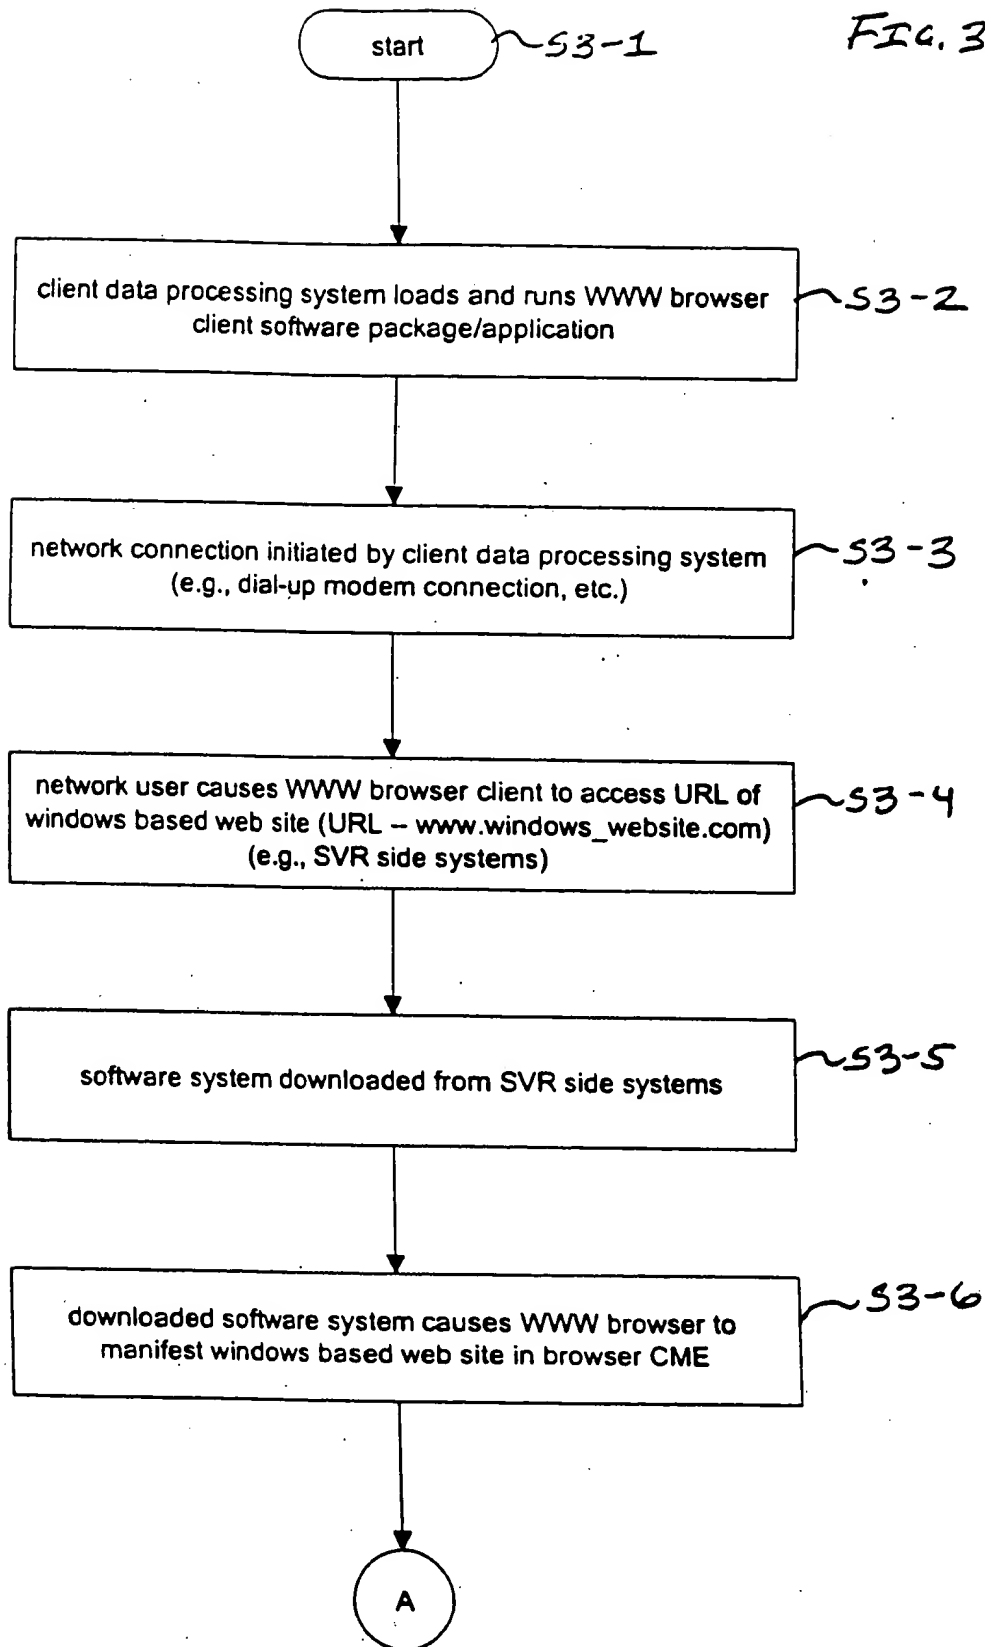 FIG. 3
start
S3-1
client data processing system loads and runs WWW browser
client software package/application
S3-2
network connection initiated by client data processing system
(e.g., dial-up modem connection, etc.)
S3-3
network user causes WWW browser client to access URL of
windows based web site (URL – www.windows_website.com)
(e.g., SVR side systems)
S3-4
software system downloaded from SVR side systems
S3-5
downloaded software system causes WWW browser to
manifest windows based web site in browser CME
S3-6
A